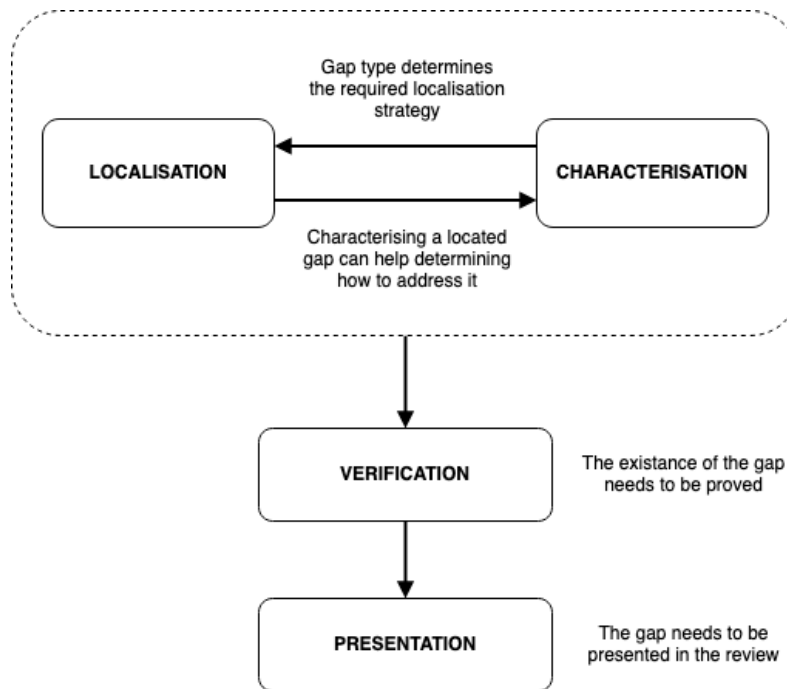 Gap type determines
the required localisation
strategy
LOCALISATION
CHARACTERISATION
Characterising a located
gap can help determining
how to address it
VERIFICATION
The existance of the gap
needs to be proved
PRESENTATION
The gap needs to be
presented in the review